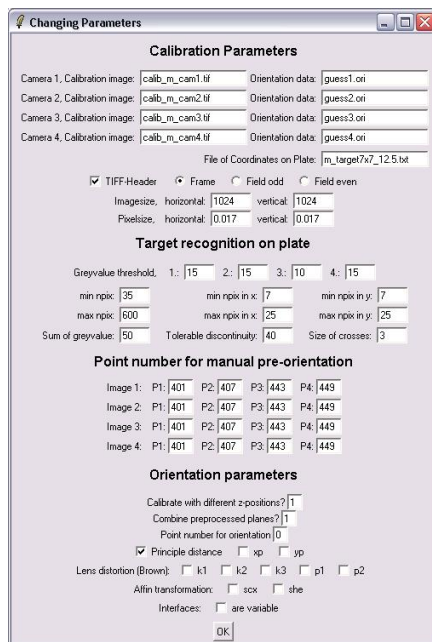 Changing Parameters
Calibration Parameters
Camera 1, Calibration image: calib_m_cam1.tif Orientation data: guess1.ori
Camera 2, Calibration image: calib_m_cam2.tif Orientation data: guess2.ori
Camera 3, Calibration image: calib_m_cam3.tif Orientation data: guess3.ori
Camera 4, Calibration image: calib_m_cam4.tif Orientation data: guess4.ori
File of Coordinates on Plate: m_target7x7_12.5.txt
TIFF-Header Frame Field odd Field even
Imagesize, horizontal: 1024 vertical: 1024
Pixelsize, horizontal: 0.017 vertical: 0.017
Target recognition on plate
Greyvalue threshold, 1.: 15 2.: 15 3.: 10 4.: 15
min npix: 35 min npix in x: 7 min npix in y: 7
max npix: 600 max npix in x: 25 max npix in y: 25
Sum of greyvalue: 50 Tolerable discontinuity: 40 Size of crosses: 3
Point number for manual pre-orientation
Image 1: P1: 401 P2: 407 P3: 443 P4: 449
Image 2: P1: 401 P2: 407 P3: 443 P4: 449
Image 3: P1: 401 P2: 407 P3: 443 P4: 449
Image 4: P1: 401 P2: 407 P3: 443 P4: 449
Orientation parameters
Calibrate with different z-positions? 1
Combine preprocessed planes? 1
Point number for orientation 0
Principle distance xp yp
Lens distortion (Brown): k1 k2 k3 p1 p2
Affin transformation: scx she
Interfaces: are variable
OK